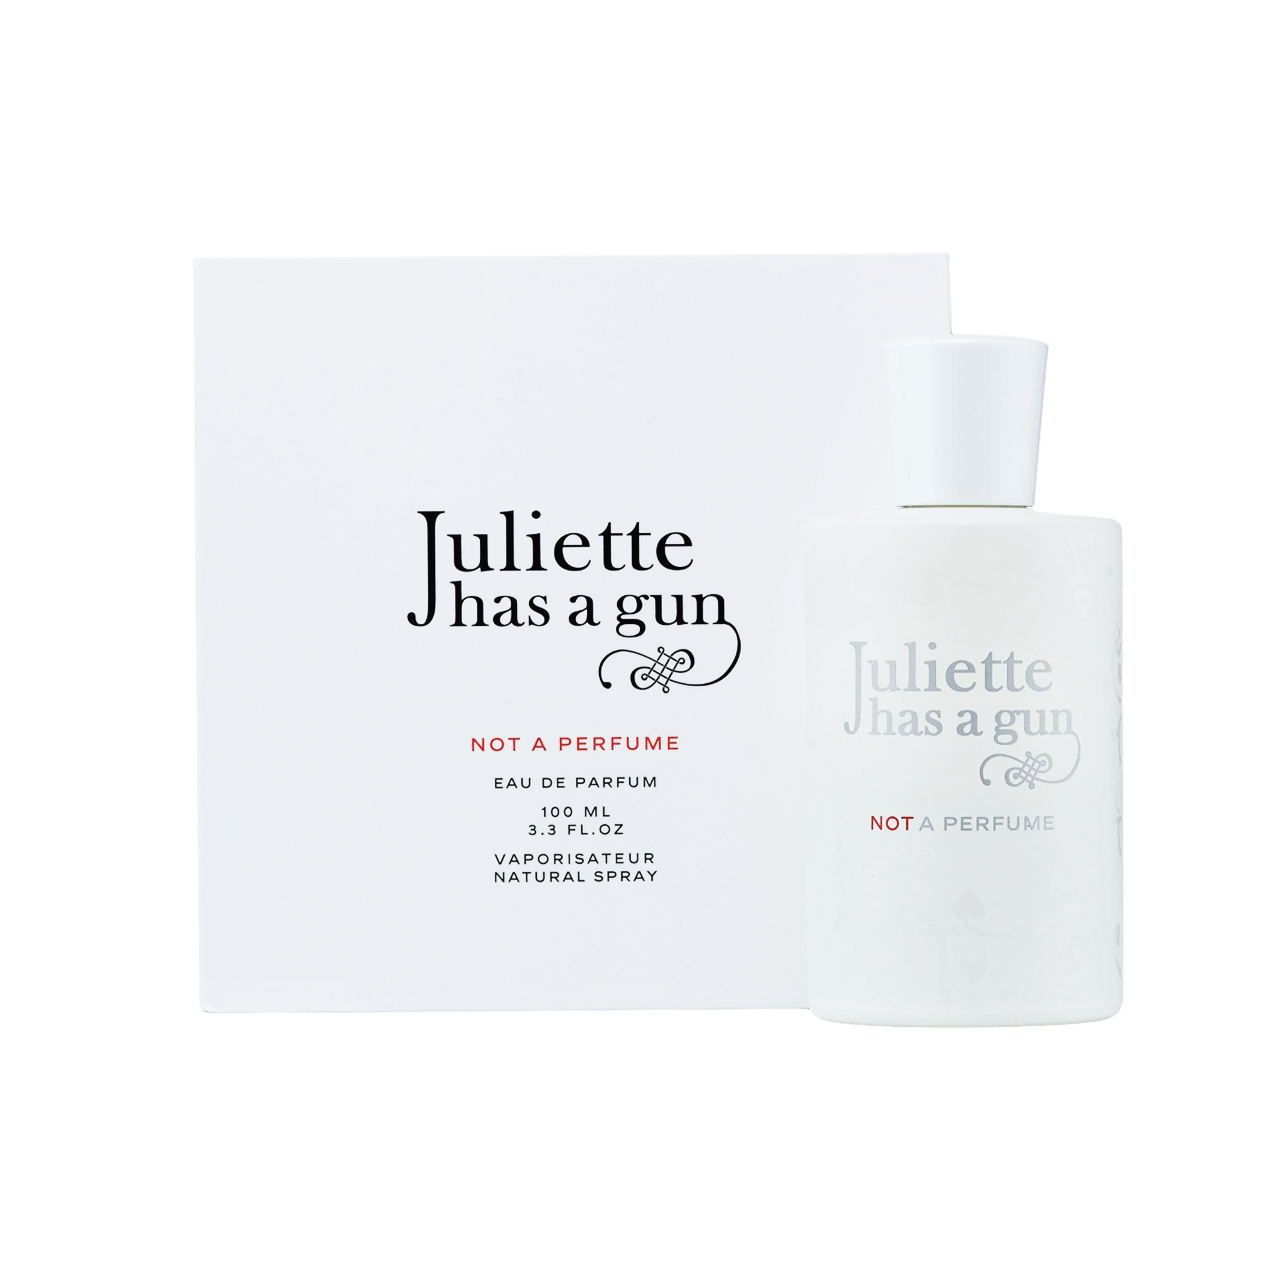 Juliette
has a gun
NOT A PERFUME
EAU DE PARFUM
100 ML
3.3 FL.OZ
VAPORISATEUR
NATURAL SPRAY
Juliette
has a gun
NOT A PERFUME